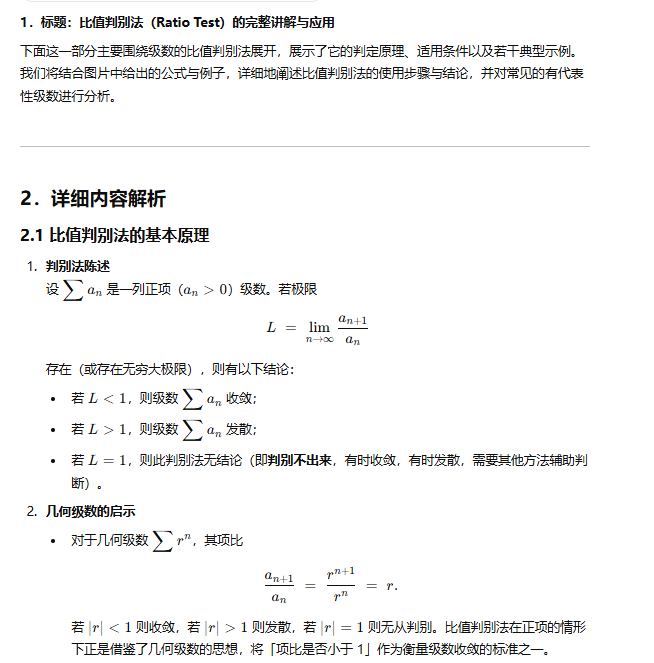 1. 标题：比值判别法（Ratio Test）的完整讲解与应用
下面这一部分主要围绕级数的比值判别法展开，展示了它的判定原理、适用条件以及若干典型示例。
我们将结合图片中给出的公式与例子，详细地阐述比值判别法的使用步骤与结论，并对常见的有代表
性级数进行分析。
2. 详细内容解析
2.1 比值判别法的基本原理
1. 判别法陈述
设 ∑ a_n 是一列正项（a_n > 0）级数。若极限
L = lim_{n→∞} a_{n+1}/a_n
存在（或存在无穷大极限），则有以下结论：
• 若 L < 1，则级数 ∑ a_n 收敛；
• 若 L > 1，则级数 ∑ a_n 发散；
• 若 L = 1，则此判别法无结论（即判别不出来，有时收敛，有时发散，需要其他方法辅助判
断）。
2. 几何级数的启示
• 对于几何级数 ∑ r^n，其项比
a_{n+1}/a_n = r^{n+1}/r^n = r.
若 |r| < 1 则收敛，若 |r| > 1 则发散，若 |r| = 1 则无从判别。比值判别法在正项的情形
下正是借鉴了几何级数的思想，将「项比是否小于 1」作为衡量级数收敛的标准之一。